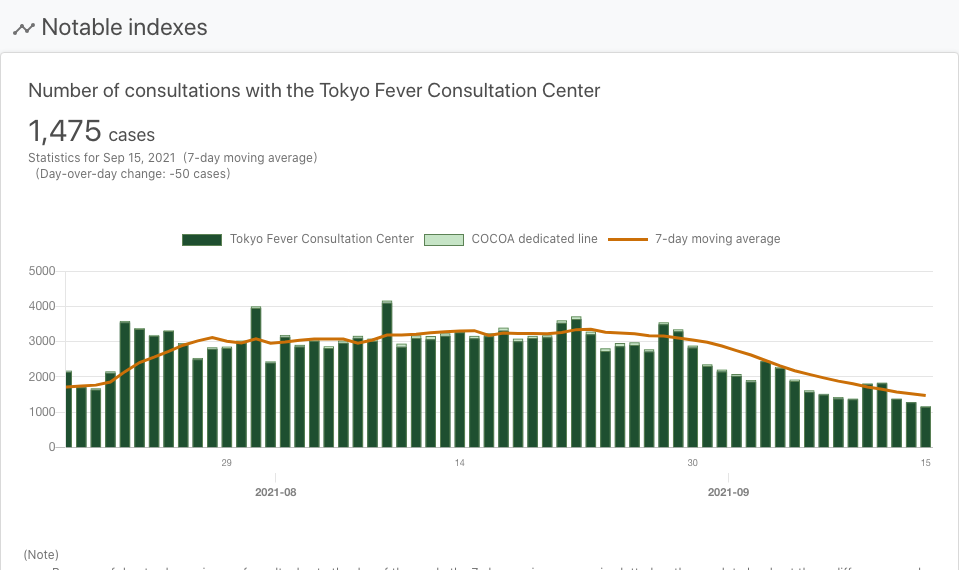 Notable indexes
Number of consultations with the Tokyo Fever Consultation Center
1,475 cases
Statistics for Sep 15, 2021 (7-day moving average)
(Day-over-day change: -50 cases)
Tokyo Fever Consultation Center COCOA dedicated line 7-day moving average
5000
4000
3000
2000
1000
0
29 14 30 15
2021-08 2021-09
(Note)